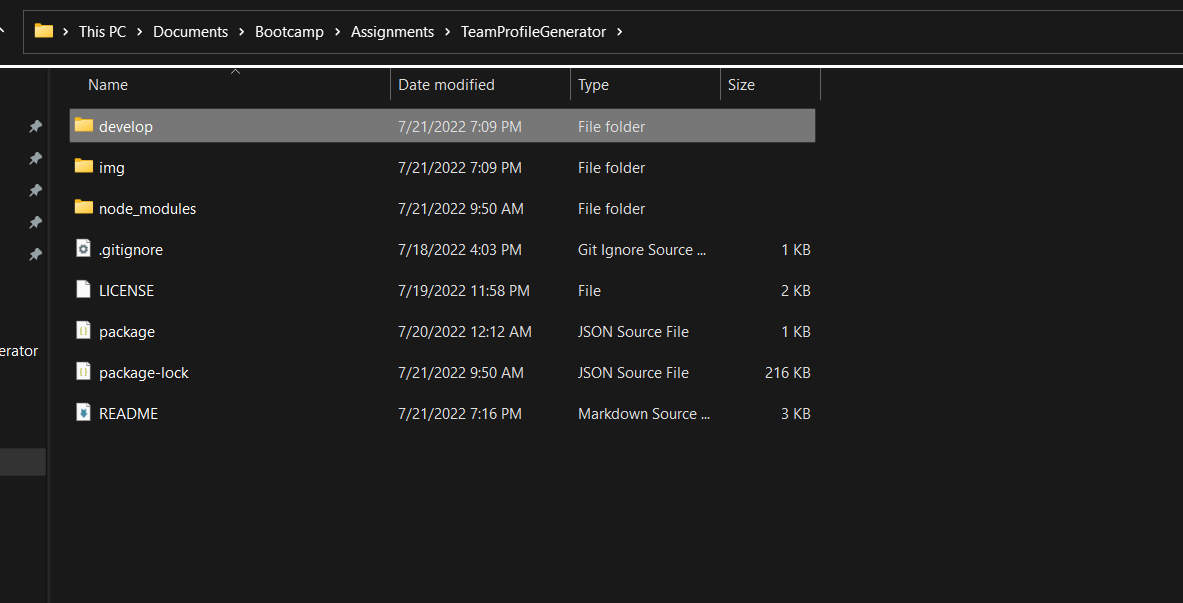 This PC > Documents > Bootcamp > Assignments > TeamProfileGenerator >
Name Date modified Type Size
develop 7/21/2022 7:09 PM File folder
img 7/21/2022 7:09 PM File folder
node_modules 7/21/2022 9:50 AM File folder
.gitignore 7/18/2022 4:03 PM Git Ignore Source ... 1 KB
LICENSE 7/19/2022 11:58 PM File 2 KB
package 7/20/2022 12:12 AM JSON Source File 1 KB
erator
package-lock 7/21/2022 9:50 AM JSON Source File 216 KB
README 7/21/2022 7:16 PM Markdown Source ... 3 KB